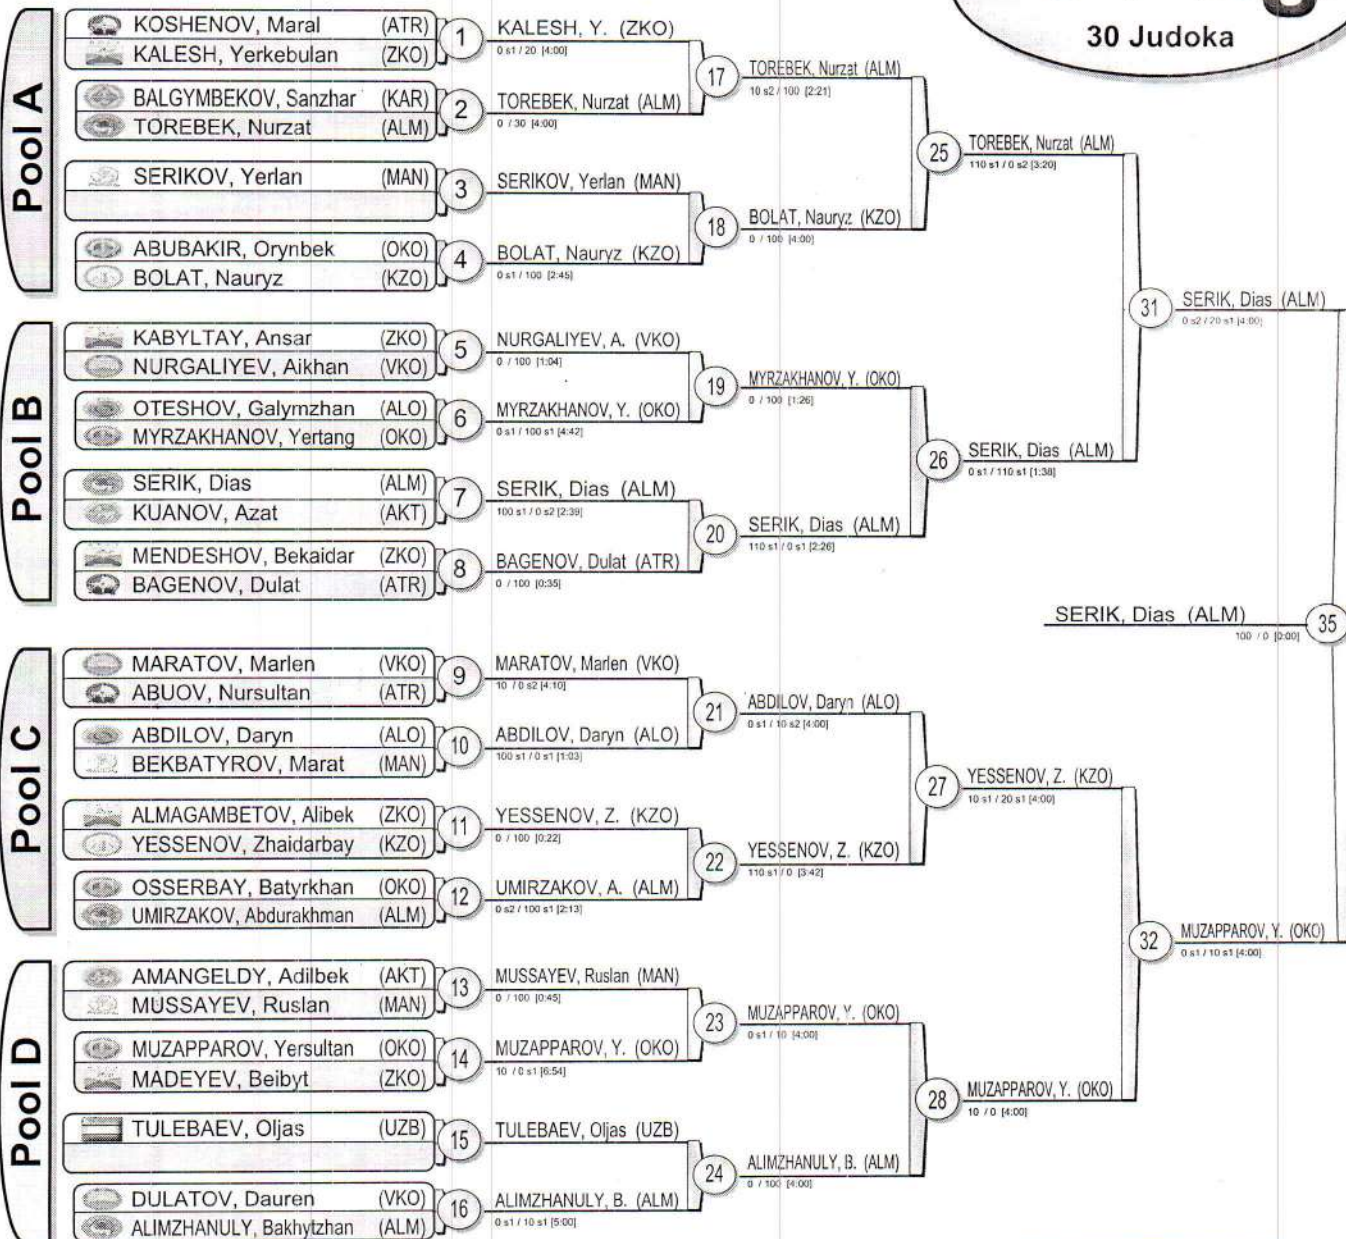 30 Judoka
Pool A
KOSHENOV, Maral (ATR)
KALESH, Yerkebulan (ZKO)
1
BALGYMBEKOV, Sanzhar (KAR)
TOREBEK, Nurzat (ALM)
2
SERIKOV, Yerlan (MAN)
3
ABUBAKIR, Orynbek (OKO)
BOLAT, Nauryz (KZO)
4
KALESH, Y. (ZKO)
0 s1 / 20 [4:00]
TOREBEK, Nurzat (ALM)
0 / 30 [4:00]
SERIKOV, Yerlan (MAN)
BOLAT, Nauryz (KZO)
0 s1 / 100 [2:45]
17
TOREBEK, Nurzat (ALM)
10 s2 / 100 [2:21]
18
BOLAT, Nauryz (KZO)
0 / 100 [4:00]
25
TOREBEK, Nurzat (ALM)
110 s1 / 0 s2 [3:20]
Pool B
KABYLTAY, Ansar (ZKO)
NURGALIYEV, Aikhan (VKO)
5
OTESHOV, Galymzhan (ALO)
MYRZAKHANOV, Yertang (OKO)
6
SERIK, Dias (ALM)
KUANOV, Azat (AKT)
7
MENDESHOV, Bekaidar (ZKO)
BAGENOV, Dulat (ATR)
8
NURGALIYEV, A. (VKO)
0 / 100 [1:04]
MYRZAKHANOV, Y. (OKO)
0 s1 / 100 s1 [4:42]
SERIK, Dias (ALM)
100 s1 / 0 s2 [2:39]
BAGENOV, Dulat (ATR)
0 / 100 [0:35]
19
MYRZAKHANOV, Y. (OKO)
0 / 100 [1:26]
20
SERIK, Dias (ALM)
110 s1 / 0 s1 [2:26]
26
SERIK, Dias (ALM)
0 s1 / 110 s1 [1:38]
31
SERIK, Dias (ALM)
0 s2 / 20 s1 [4:00]
SERIK, Dias (ALM)
100 / 0 [0:00]
35
Pool C
MARATOV, Marlen (VKO)
ABUOV, Nursultan (ATR)
9
ABDILOV, Daryn (ALO)
BEKBATYROV, Marat (MAN)
10
ALMAGAMBETOV, Alibek (ZKO)
YESSENOV, Zhaidarbay (KZO)
11
OSSERBAY, Batyrkhan (OKO)
UMIRZAKOV, Abdurakhman (ALM)
12
MARATOV, Marlen (VKO)
10 / 0 s2 [4:10]
ABDILOV, Daryn (ALO)
100 s1 / 0 s1 [1:03]
YESSENOV, Z. (KZO)
0 / 100 [0:22]
UMIRZAKOV, A. (ALM)
0 s2 / 100 s1 [2:13]
21
ABDILOV, Daryn (ALO)
0 s1 / 10 s2 [4:00]
22
YESSENOV, Z. (KZO)
110 s1 / 0 [3:42]
27
YESSENOV, Z. (KZO)
10 s1 / 20 s1 [4:00]
Pool D
AMANGELDY, Adilbek (AKT)
MUSSAYEV, Ruslan (MAN)
13
MUZAPPAROV, Yersultan (OKO)
MADEYEV, Beibyt (ZKO)
14
TULEBAEV, Oljas (UZB)
15
DULATOV, Dauren (VKO)
ALIMZHANULY, Bakhytzhan (ALM)
16
MUSSAYEV, Ruslan (MAN)
0 / 100 [0:45]
MUZAPPAROV, Y. (OKO)
10 / 0 s1 [6:54]
TULEBAEV, Oljas (UZB)
ALIMZHANULY, B. (ALM)
0 s1 / 10 s1 [5:00]
23
MUZAPPAROV, Y. (OKO)
0 s1 / 10 [4:00]
24
ALIMZHANULY, B. (ALM)
0 / 100 [4:00]
28
MUZAPPAROV, Y. (OKO)
10 / 0 [4:00]
32
MUZAPPAROV, Y. (OKO)
0 s1 / 10 s1 [4:00]